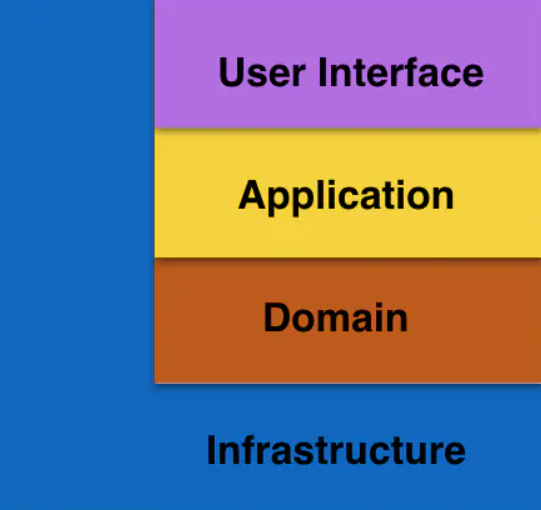 User Interface
Application
Domain
Infrastructure